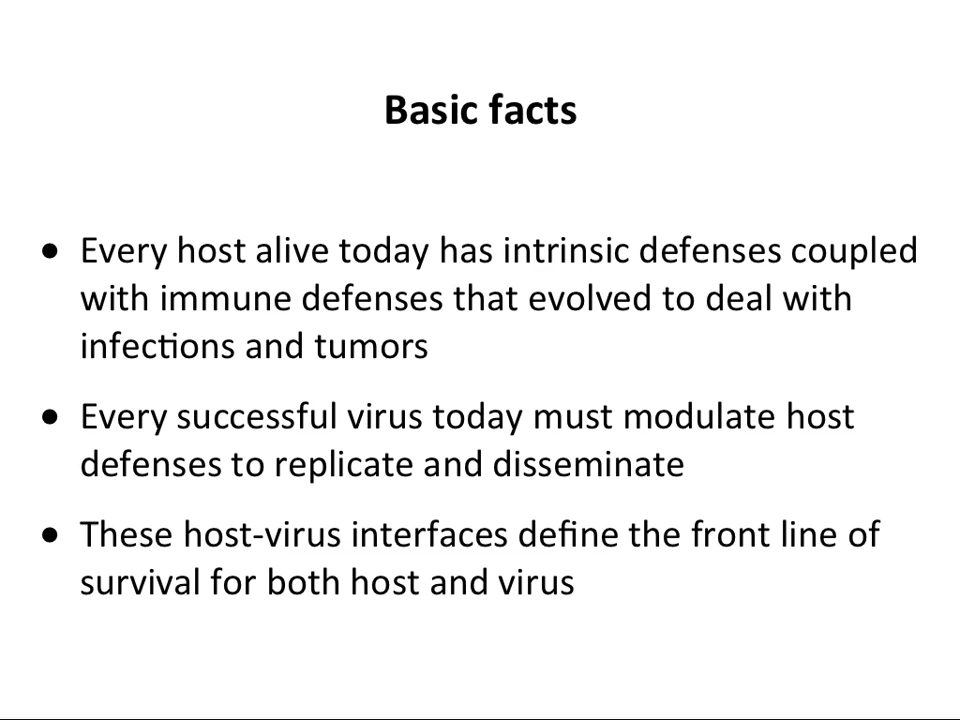 Basic facts
• Every host alive today has intrinsic defenses coupled
with immune defenses that evolved to deal with
infections and tumors
• Every successful virus today must modulate host
defenses to replicate and disseminate
• These host-virus interfaces define the front line of
survival for both host and virus